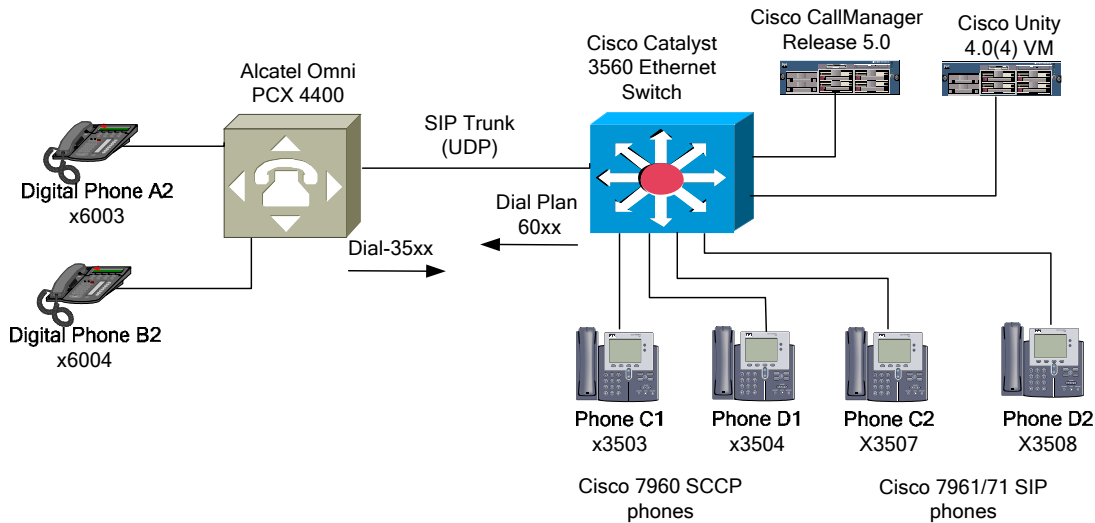 Cisco CallManager
Release 5.0
Cisco Unity
4.0(4) VM
Cisco Catalyst
3560 Ethernet
Switch
Alcatel Omni
PCX 4400
SIP Trunk
(UDP)
Digital Phone A2
x6003
Dial Plan
60xx
Dial-35xx
Digital Phone B2
x6004
Phone C1
x3503
Phone D1
x3504
Phone C2
X3507
Phone D2
X3508
Cisco 7960 SCCP
phones
Cisco 7961/71 SIP
phones